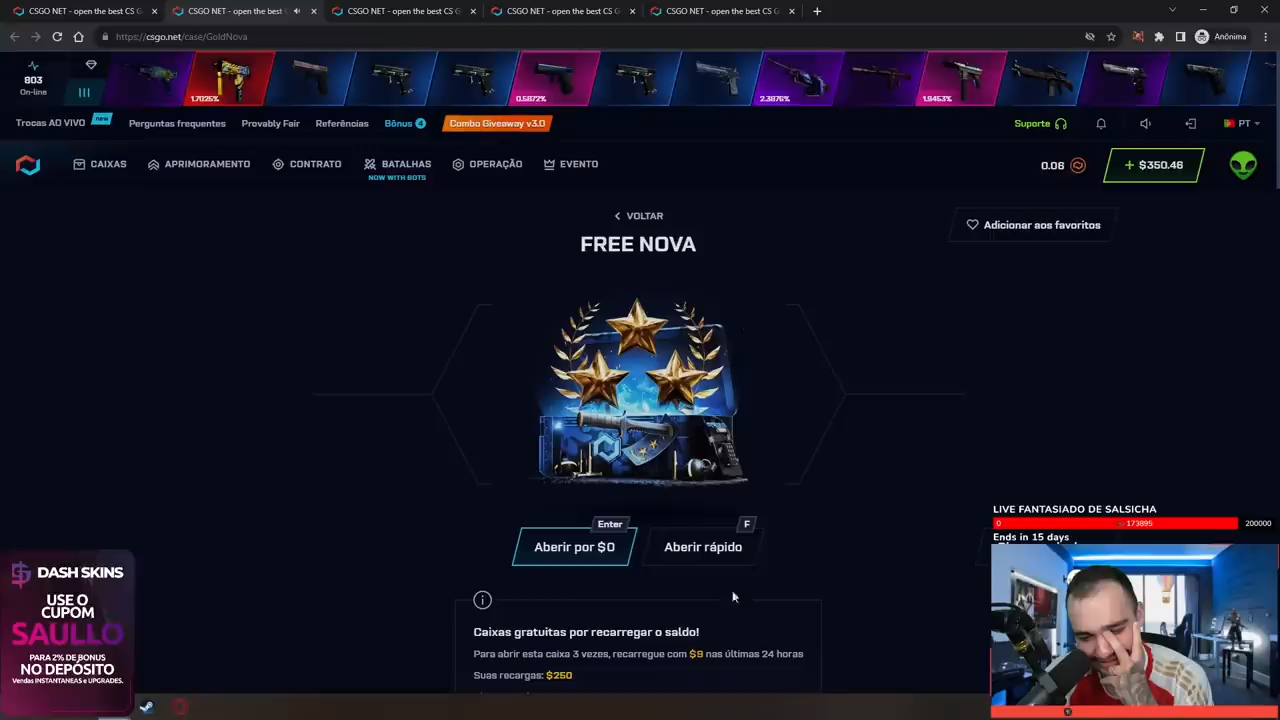 CSGO NET - open the best CS G
CSGO NET - open the best CS G
CSGO NET - open the best CS G
CSGO NET - open the best CS G
CSGO NET - open the best CS G
https://csgo.net/case/GoldNova
Anônima
803
On-line
1.7025%
0.5872%
2.3876%
1.9453%
Trocas AO VIVO
new
Perguntas frequentes
Provably Fair
Referências
Bônus 4
Combo Giveaway v3.0
Suporte
PT
CAIXAS
APRIMORAMENTO
CONTRATO
BATALHAS
NOW WITH BOTS
OPERAÇÃO
EVENTO
0.08
+ $350.46
VOLTAR
FREE NOVA
Adicionar aos favoritos
Enter
Aberir por $0
F
Aberir rápido
Caixas gratuitas por recarregar o saldo!
Para abrir esta caixa 3 vezes, recarregue com $9 nas últimas 24 horas
Suas recargas: $250
LIVE FANTASIADO DE SALSICHA
0
173895
200000
Ends in 15 days
DASH SKINS
USE O
CUPOM
SAULLO
PARA 2% DE BONUS
NO DEPÓSITO
Vendas INSTANTANEAS e UPGRADES.